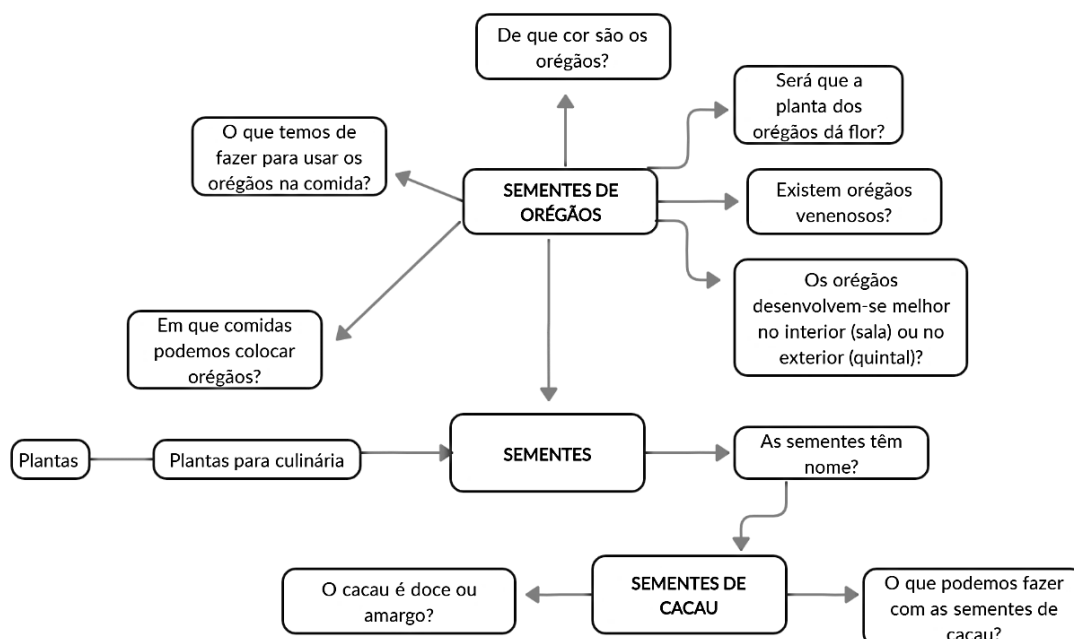 De que cor são os
orégãos?
Será que a
planta dos
orégãos dá flor?
O que temos de
fazer para usar os
orégãos na comida?
SEMENTES DE
ORÉGÃOS
Existem orégãos
venenosos?
Os orégãos
desenvolvem-se melhor
no interior (sala) ou no
exterior (quintal)?
Em que comidas
podemos colocar
orégãos?
Plantas
Plantas para culinária
SEMENTES
As sementes têm
nome?
SEMENTES DE
CACAU
O cacau é doce ou
amargo?
O que podemos fazer
com as sementes de
cacau?